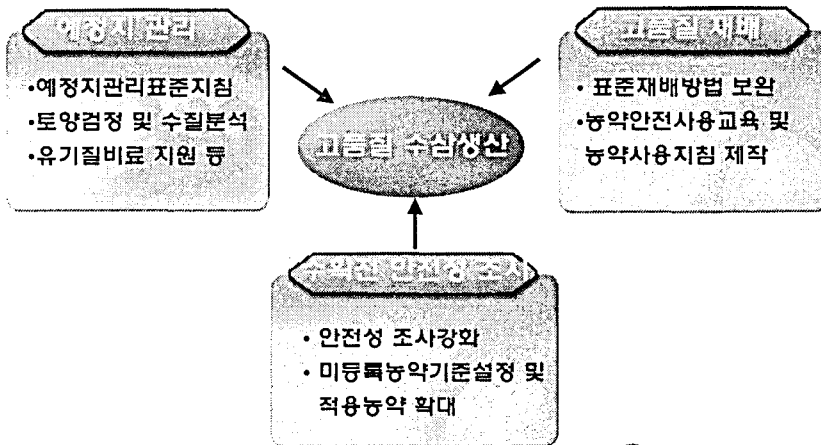 예정지 관리
•예정지관리표준지침
•토양검정 및 수질분석
•유기질비료 지원 등
고품질 재배
• 표준재배방법 보완
•농약안전사용교육 및
농약사용지침 제작
고품질 수삼생산
수확전 안전성 조사
• 안전성 조사강화
• 미등록농약기준설정 및
적용농약 확대